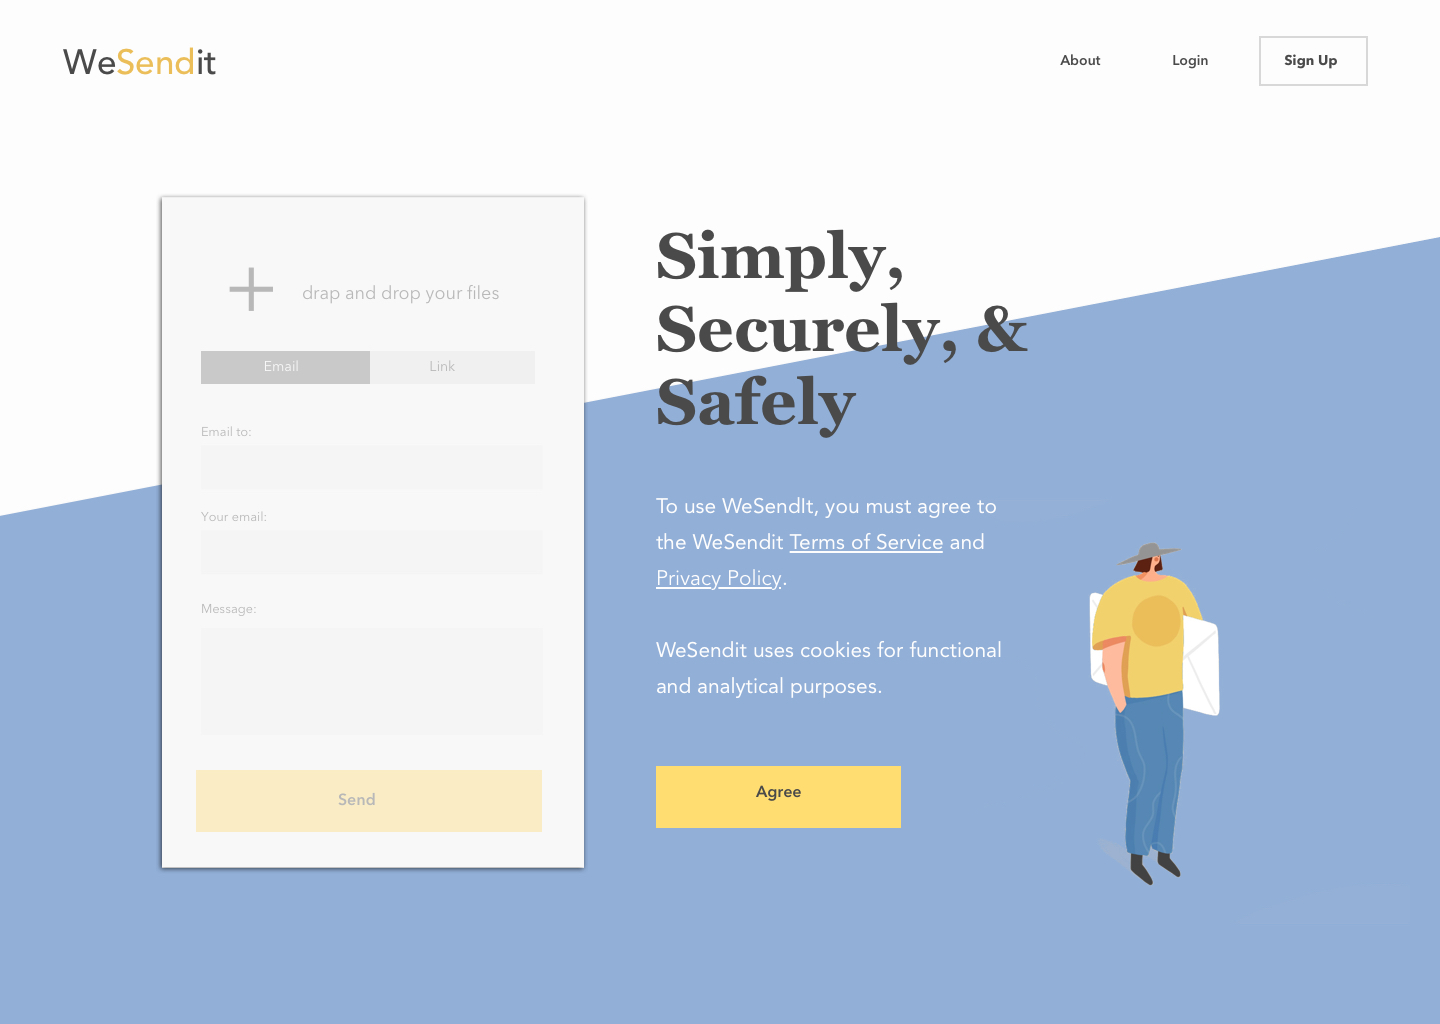 WeSendit
About
Login
Sign Up
drap and drop your files
Email
Link
Email to:
Your email:
Message:
Send
Simply,
Securely, &
Safely
To use WeSendIt, you must agree to
the WeSendit Terms of Service and
Privacy Policy.
WeSendit uses cookies for functional
and analytical purposes.
Agree